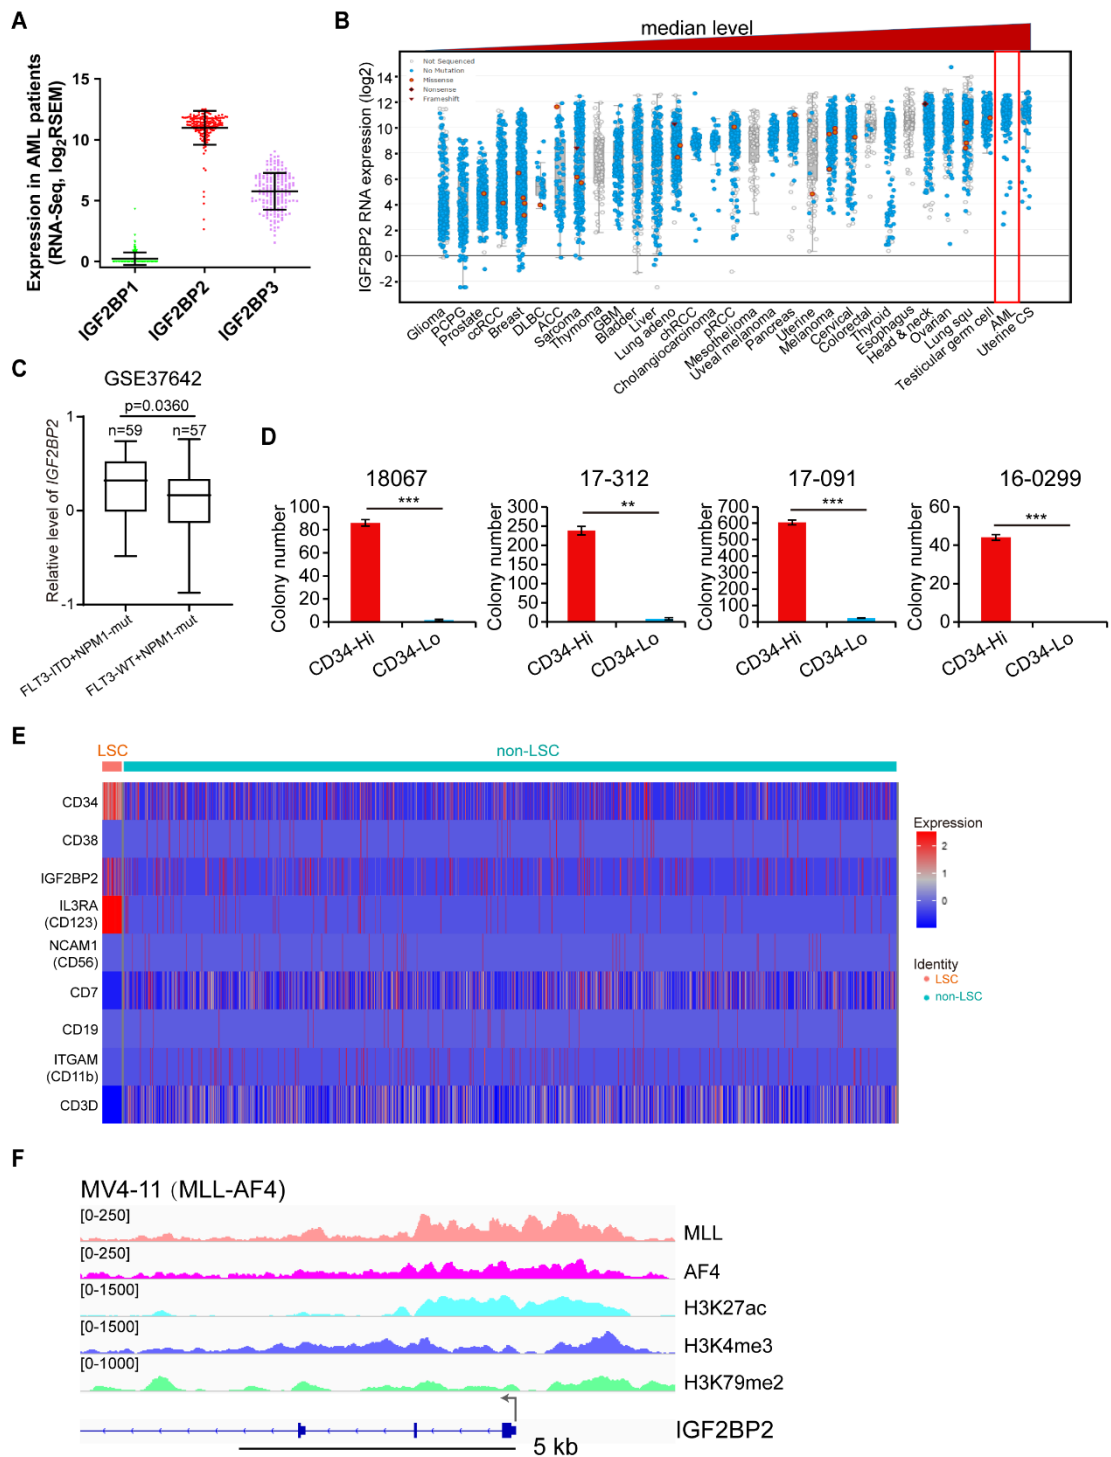 A
Expression in AML patients
(RNA-Seq, log2RSEM)
15
10
5
0
IGF2BP1
IGF2BP2
IGF2BP3
B
median level
IGF2BP2 RNA expression (log2)
Not Sequenced
No Mutation
Missense
Nonsense
Frameshift
14
12
10
8
6
4
2
0
-2
Glioma
PCPG
Prostate
ccRCC
Breast
DLBC
ACC
Sarcoma
Thymoma
GBM
Bladder
Liver
Lung adeno
chRCC
Cholangiocarcinoma
pRCC
Mesothelioma
Uveal melanoma
Pancreas
Uterine
Melanoma
Cervical
Colorectal
Thyroid
Esophagus
Head & neck
Ovarian
Lung squ
Testicular germ cell
AML
Uterine CS
C
GSE37642
p=0.0360
n=59 n=57
Relative level of IGF2BP2
1
0
-1
FLT3-ITD+NPM1-mut
FLT3-WT+NPM1-mut
D
18067
***
Colony number
100
80
60
40
20
0
CD34-Hi
CD34-Lo
17-312
**
Colony number
300
250
200
150
100
50
0
CD34-Hi
CD34-Lo
17-091
***
Colony number
700
600
500
400
300
200
100
0
CD34-Hi
CD34-Lo
16-0299
***
Colony number
60
40
20
0
CD34-Hi
CD34-Lo
E
LSC non-LSC
CD34
CD38
IGF2BP2
IL3RA
(CD123)
NCAM1
(CD56)
CD7
CD19
ITGAM
(CD11b)
CD3D
Expression
2
1
0
Identity
LSC
non-LSC
F
MV4-11 (MLL-AF4)
[0-250] MLL
[0-250] AF4
[0-1500] H3K27ac
[0-1500] H3K4me3
[0-1000] H3K79me2
IGF2BP2
5 kb